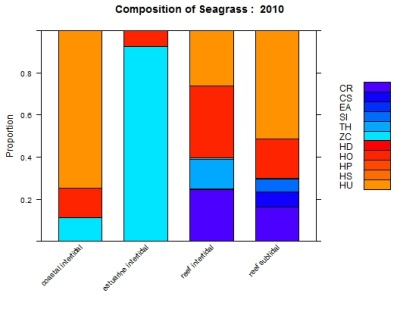 Composition of Seagrass : 2010
Proportion
0.8
0.6
0.4
0.2
coastal intertidal
estuarine intertidal
reef intertidal
reef subtidal
CR
CS
EA
SI
TH
ZC
HD
HO
HP
HS
HU